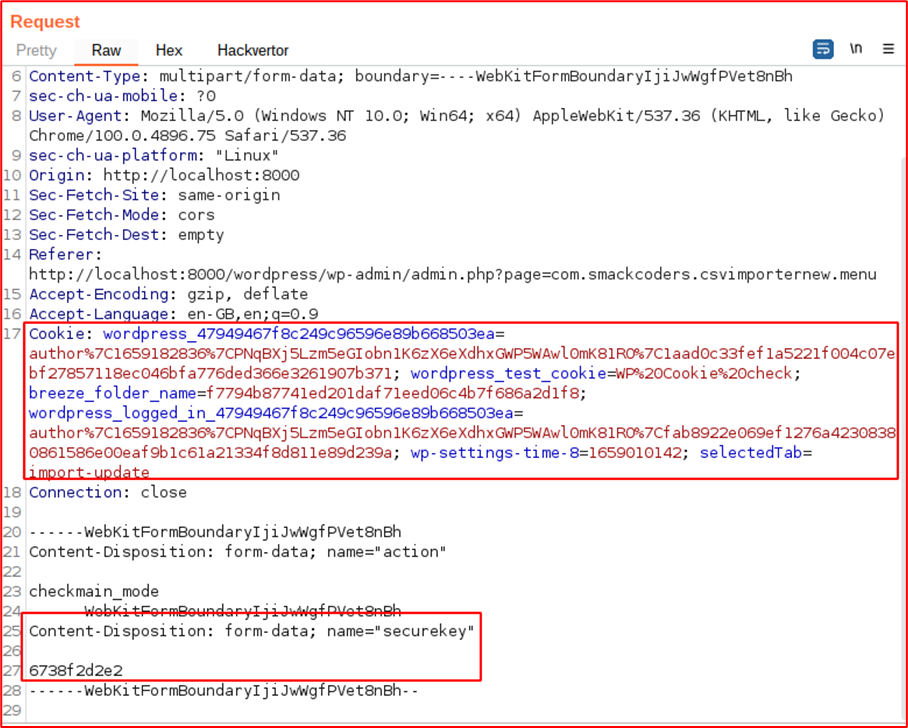 Request
Pretty Raw Hex Hackvertor \n
6 Content-Type: multipart/form-data; boundary=----WebKitFormBoundaryIjiJwWgfPVet8nBh
7 sec-ch-ua-mobile: ?0
8 User-Agent: Mozilla/5.0 (Windows NT 10.0; Win64; x64) AppleWebKit/537.36 (KHTML, like Gecko)
Chrome/100.0.4896.75 Safari/537.36
9 sec-ch-ua-platform: "Linux"
10 Origin: http://localhost:8000
11 Sec-Fetch-Site: same-origin
12 Sec-Fetch-Mode: cors
13 Sec-Fetch-Dest: empty
14 Referer:
http://localhost:8000/wordpress/wp-admin/admin.php?page=com.smackcoders.csvimporternew.menu
15 Accept-Encoding: gzip, deflate
16 Accept-Language: en-GB,en;q=0.9
17 Cookie: wordpress_47949467f8c249c96596e89b668503ea=
author%7C1659182836%7CPNqBXj5Lzm5eGIobn1K6zX6eXdhxGWP5WAwl0mK81RO%7C1aad0c33fef1a5221f004c07e
bf27857118ec046bfa776ded366e3261907b371; wordpress_test_cookie=WP%20Cookie%20check;
breeze_folder_name=f7794b87741ed201daf71eed06c4b7f686a2d1f8;
wordpress_logged_in_47949467f8c249c96596e89b668503ea=
author%7C1659182836%7CPNqBXj5Lzm5eGIobn1K6zX6eXdhxGWP5WAwl0mK81RO%7Cfab8922e069ef1276a4230838
0861586e00eaf9b1c61a21334f8d811e89d239a; wp-settings-time-8=1659010142; selectedTab=
import-update
18 Connection: close
19
20 ------WebKitFormBoundaryIjiJwWgfPVet8nBh
21 Content-Disposition: form-data; name="action"
22
23 checkmain_mode
24 ------WebKitFormBoundaryIjiJwWgfPVet8nBh
25 Content-Disposition: form-data; name="securekey"
26
27 6738f2d2e2
28 ------WebKitFormBoundaryIjiJwWgfPVet8nBh--
29